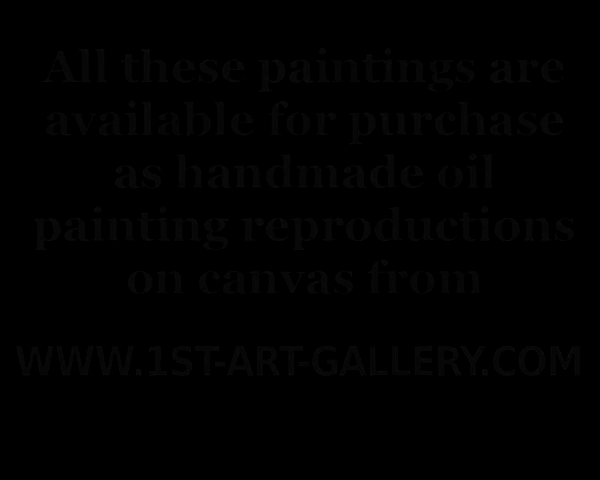 All these paintings are
available for purchase
as handmade oil
painting reproductions
on canvas from
WWW.1ST-ART-GALLERY.COM